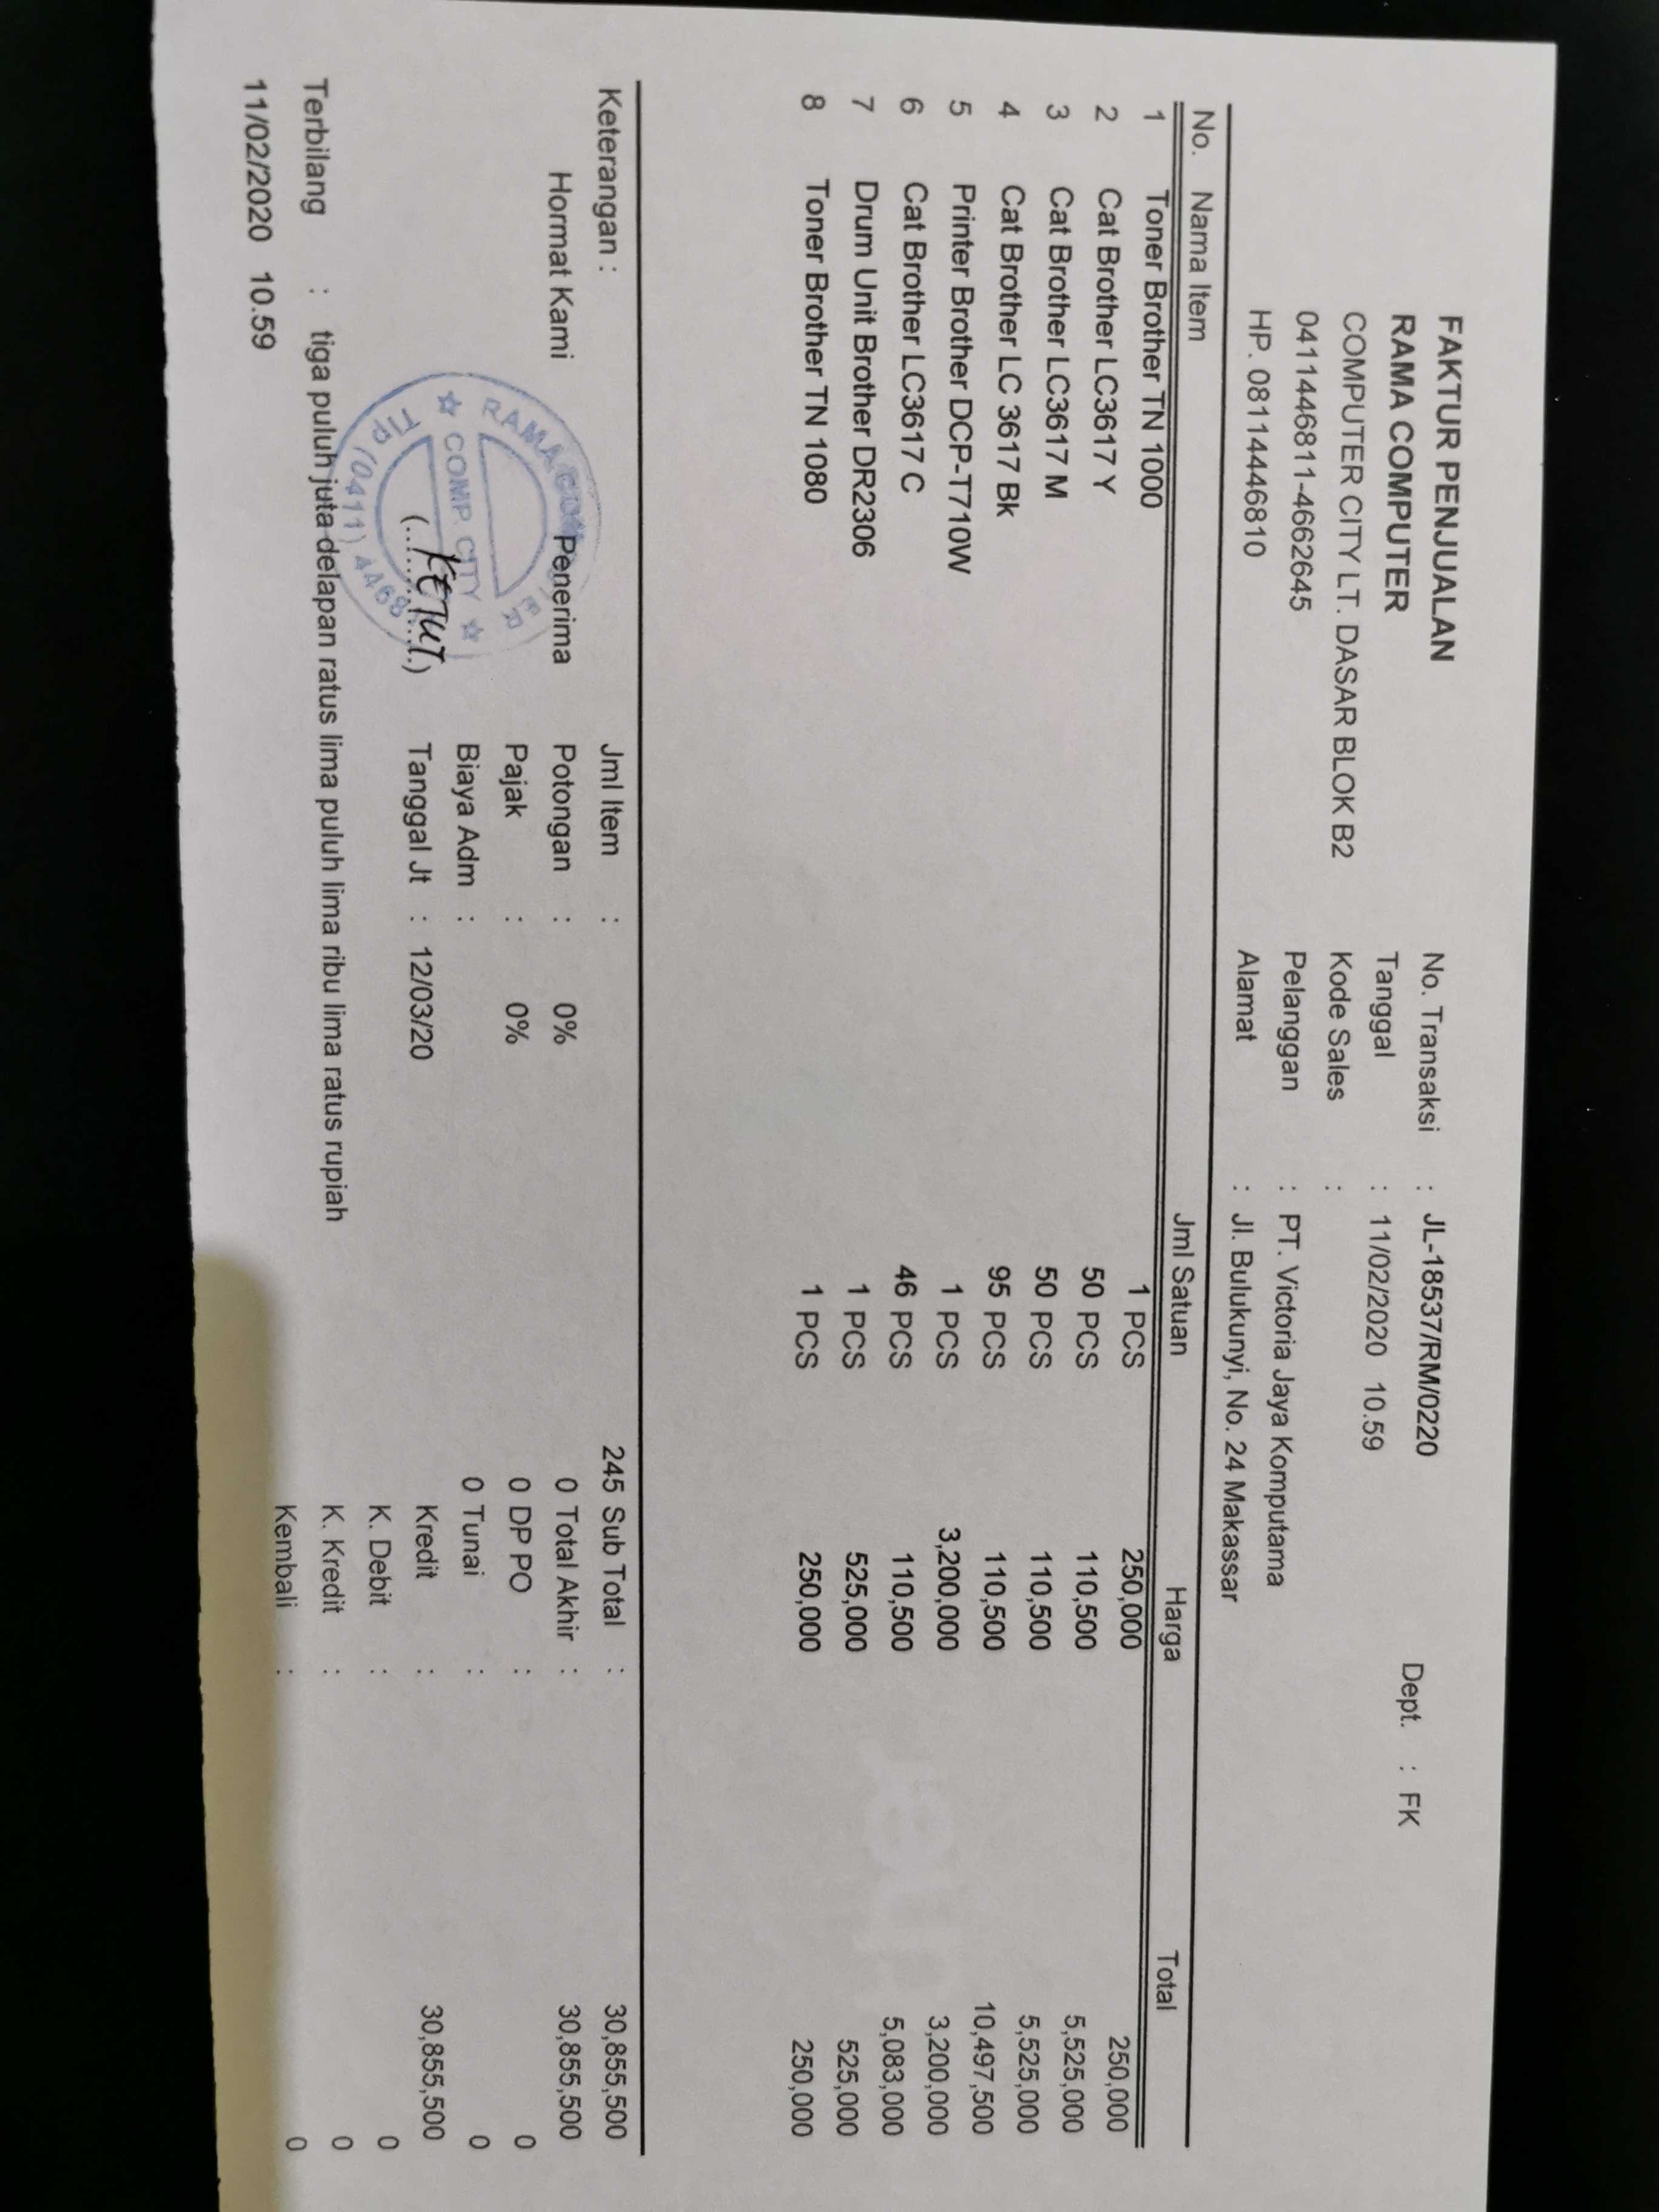 FAKTUR PENJUALAN
RAMA COMPUTER
COMPUTER CITY LT. DASAR BLOK B2
04114446811-4662645
HP. 08114446810
No. Transaksi : JL-18537/RM/0220
Dept. : FK
Tanggal : 11/02/2020 10.59
Kode Sales :
Pelanggan : PT. Victoria Jaya Komputama
Alamat : Jl. Bulukunyi, No. 24 Makassar
No. Nama Item Jml Satuan Harga Total
1 Toner Brother TN 1000 1 PCS 250,000 250,000
2 Cat Brother LC3617 Y 50 PCS 110,500 5,525,000
3 Cat Brother LC3617 M 50 PCS 110,500 5,525,000
4 Cat Brother LC 3617 Bk 95 PCS 110,500 10,497,500
5 Printer Brother DCP-T710W 1 PCS 3,200,000 3,200,000
6 Cat Brother LC3617 C 46 PCS 110,500 5,083,000
7 Drum Unit Brother DR2306 1 PCS 525,000 525,000
8 Toner Brother TN 1080 1 PCS 250,000 250,000
Keterangan : Jml Item : 245 Sub Total : 30,855,500
Hormat Kami Penerima Potongan : 0% 0 Total Akhir : 30,855,500
Pajak : 0% 0 DP PO : 0
Biaya Adm : 0 Tunai : 0
Tanggal Jt : 12/03/20 Kredit : 30,855,500
K. Debit : 0
K. Kredit : 0
Kembali : 0
RAMA
COMP. CITY
Tlp (0411) 4468
(KETUT.)
Terbilang : tiga puluh juta delapan ratus lima puluh lima ribu lima ratus rupiah
11/02/2020 10.59